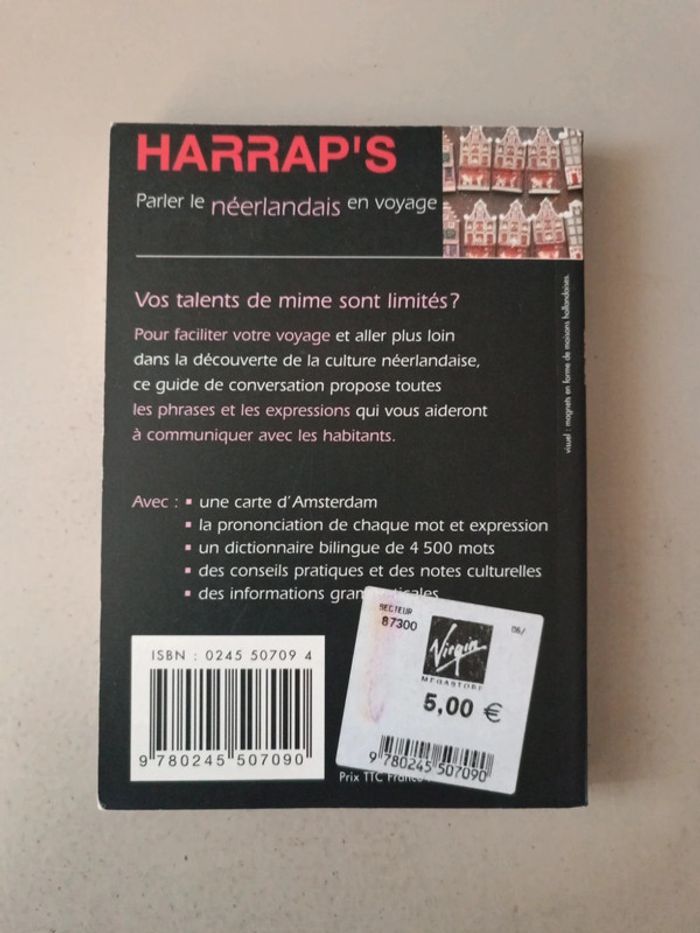 HARRAP'S
Parler le néerlandais en voyage
Vos talents de mime sont limités ?
Pour faciliter votre voyage et aller plus loin
dans la découverte de la culture néerlandaise,
ce guide de conversation propose toutes
les phrases et les expressions qui vous aideront
à communiquer avec les habitants.
visuel : magnets en forme de maisons hollandaises.
Avec : ▪ une carte d'Amsterdam
▪ la prononciation de chaque mot et expression
▪ un dictionnaire bilingue de 4 500 mots
▪ des conseils pratiques et des notes culturelles
▪ des informations
ISBN : 0245 50709 4
9 780245 507090
SECTEUR
87300
06/
Virgin
MEGASTORE
5,00 €
9 780245 507090
Prix TTC France